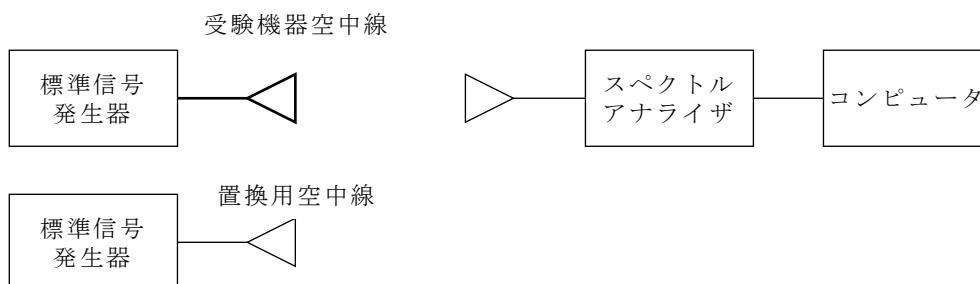 受験機器空中線
標準信号
発生器
スペクトル
アナライザ
コンピュータ
置換用空中線
標準信号
発生器